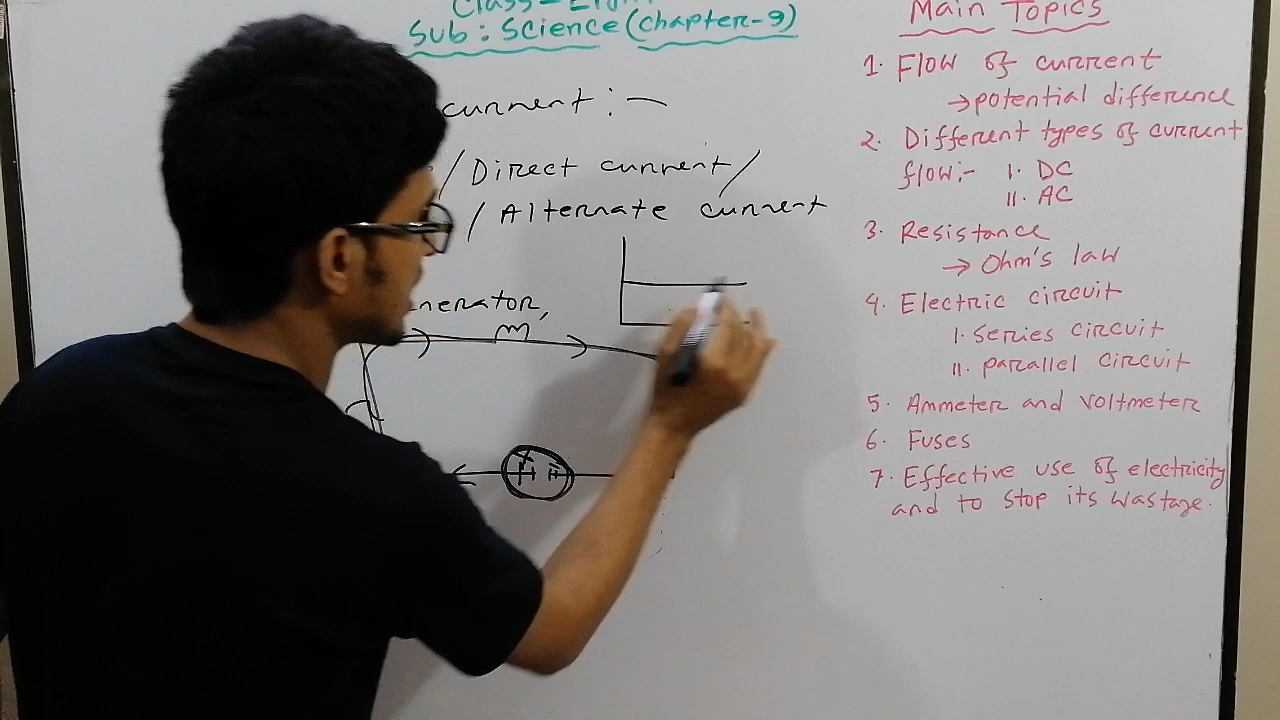 Sub : Science (chapter-9)
current : —
/ Direct current /
/ Alternate current
nerator,
Main Topics
1. Flow of current
→ potential difference
2. Different types of current
flow:- I. DC
II. AC
3. Resistance
→ Ohm's law
4. Electric circuit
I. Series circuit
II. parallel circuit
5. Ammeter and voltmeter
6. Fuses
7. Effective use of electricity
and to stop its wastage.